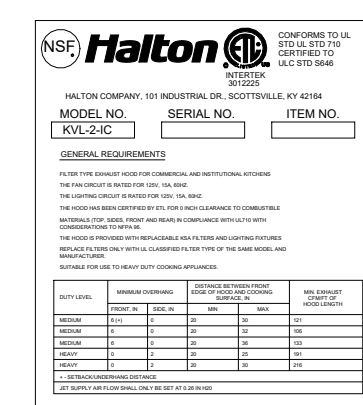 NSF Halton ETL
CONFORMS TO UL
STD UL STD 710
CERTIFIED TO
ULC STD S646
INTERTEK
3012225
HALTON COMPANY, 101 INDUSTRIAL DR., SCOTTSVILLE, KY 42164
MODEL NO. SERIAL NO. ITEM NO.
KVL-2-IC
GENERAL REQUIREMENTS
FILTER TYPE EXHAUST HOOD FOR COMMERCIAL AND INSTITUTIONAL KITCHENS
THE FAN CIRCUIT IS RATED FOR 125V, 15A, 60HZ.
THE LIGHTING CIRCUIT IS RATED FOR 125V, 15A, 60HZ.
THE HOOD HAS BEEN CERTIFIED BY ETL FOR 0 INCH CLEARANCE TO COMBUSTIBLE
MATERIALS (TOP, SIDES, FRONT AND REAR) IN COMPLIANCE WITH UL710 WITH
CONSIDERATIONS TO NFPA 96.
THE HOOD IS PROVIDED WITH REPLACEABLE KSA FILTERS AND LIGHTING FIXTURES
REPLACE FILTERS ONLY WITH UL CLASSIFIED FILTER TYPE OF THE SAME MODEL AND
MANUFACTURER.
SUITABLE FOR USE TO HEAVY DUTY COOKING APPLIANCES.
DUTY LEVEL MINIMUM OVERHANG DISTANCE BETWEEN FRONT EDGE OF HOOD AND COOKING SURFACE, IN MIN. EXHAUST CFM/FT OF HOOD LENGTH
FRONT, IN SIDE, IN MIN MAX
MEDIUM 6 (+) 0 20 30 121
MEDIUM 6 0 20 32 106
MEDIUM 6 0 20 36 133
HEAVY 0 2 20 25 191
HEAVY 0 2 20 30 216
+ - SETBACK/UNDERHANG DISTANCE
JET SUPPLY AIR FLOW SHALL ONLY BE SET AT 0.26 IN H20